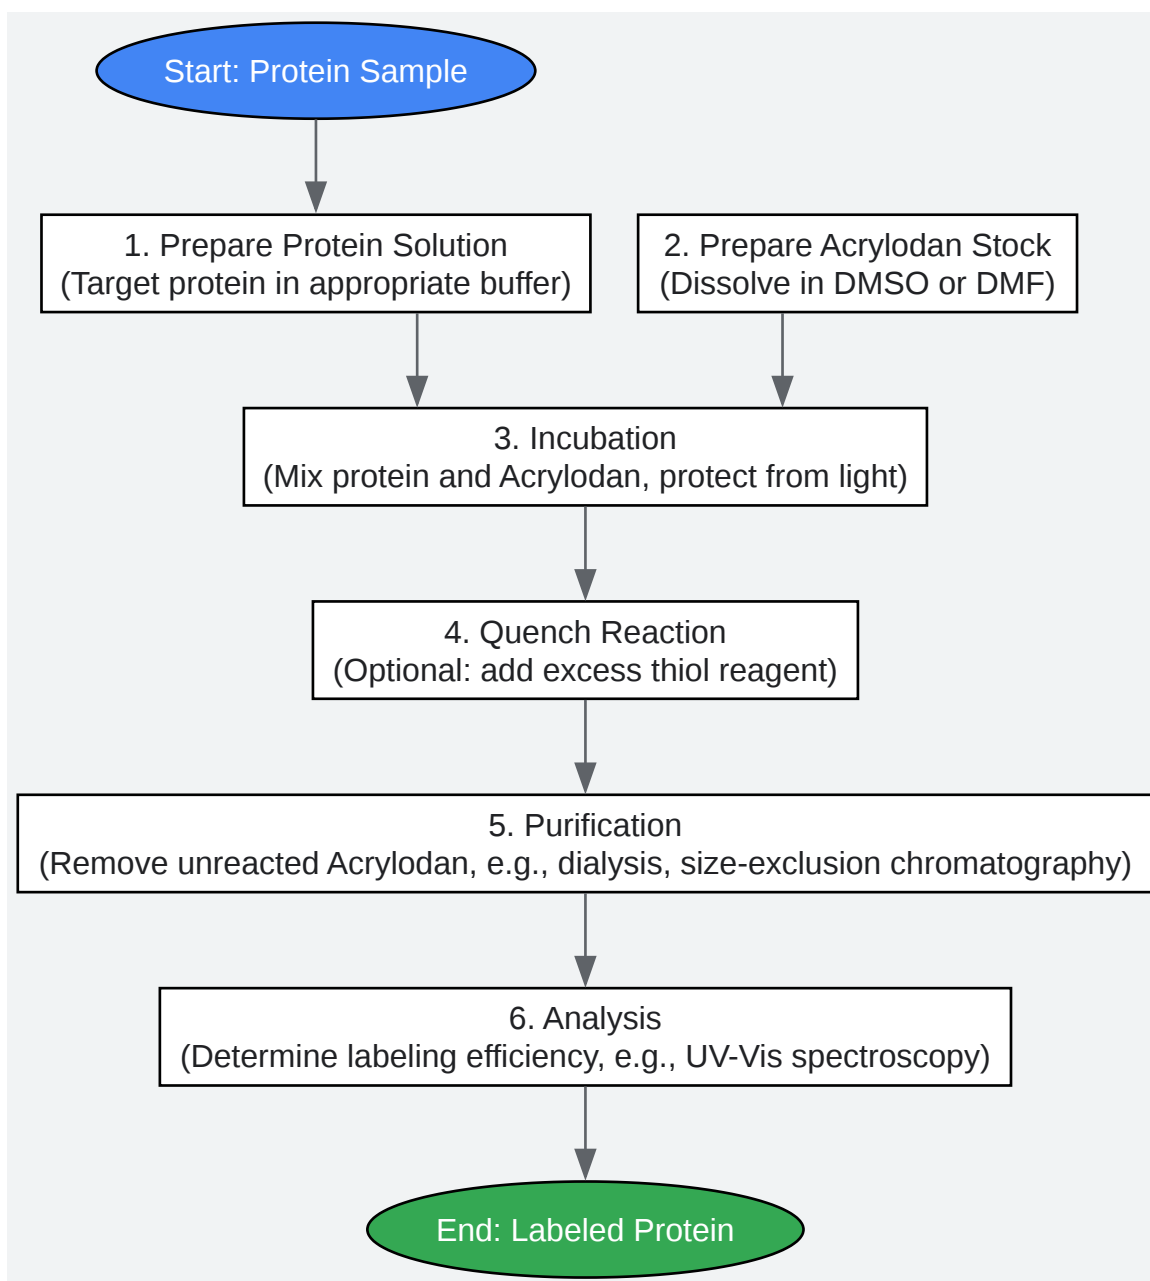 Start: Protein Sample
1. Prepare Protein Solution
(Target protein in appropriate buffer)
2. Prepare Acrylodan Stock
(Dissolve in DMSO or DMF)
3. Incubation
(Mix protein and Acrylodan, protect from light)
4. Quench Reaction
(Optional: add excess thiol reagent)
5. Purification
(Remove unreacted Acrylodan, e.g., dialysis, size-exclusion chromatography)
6. Analysis
(Determine labeling efficiency, e.g., UV-Vis spectroscopy)
End: Labeled Protein